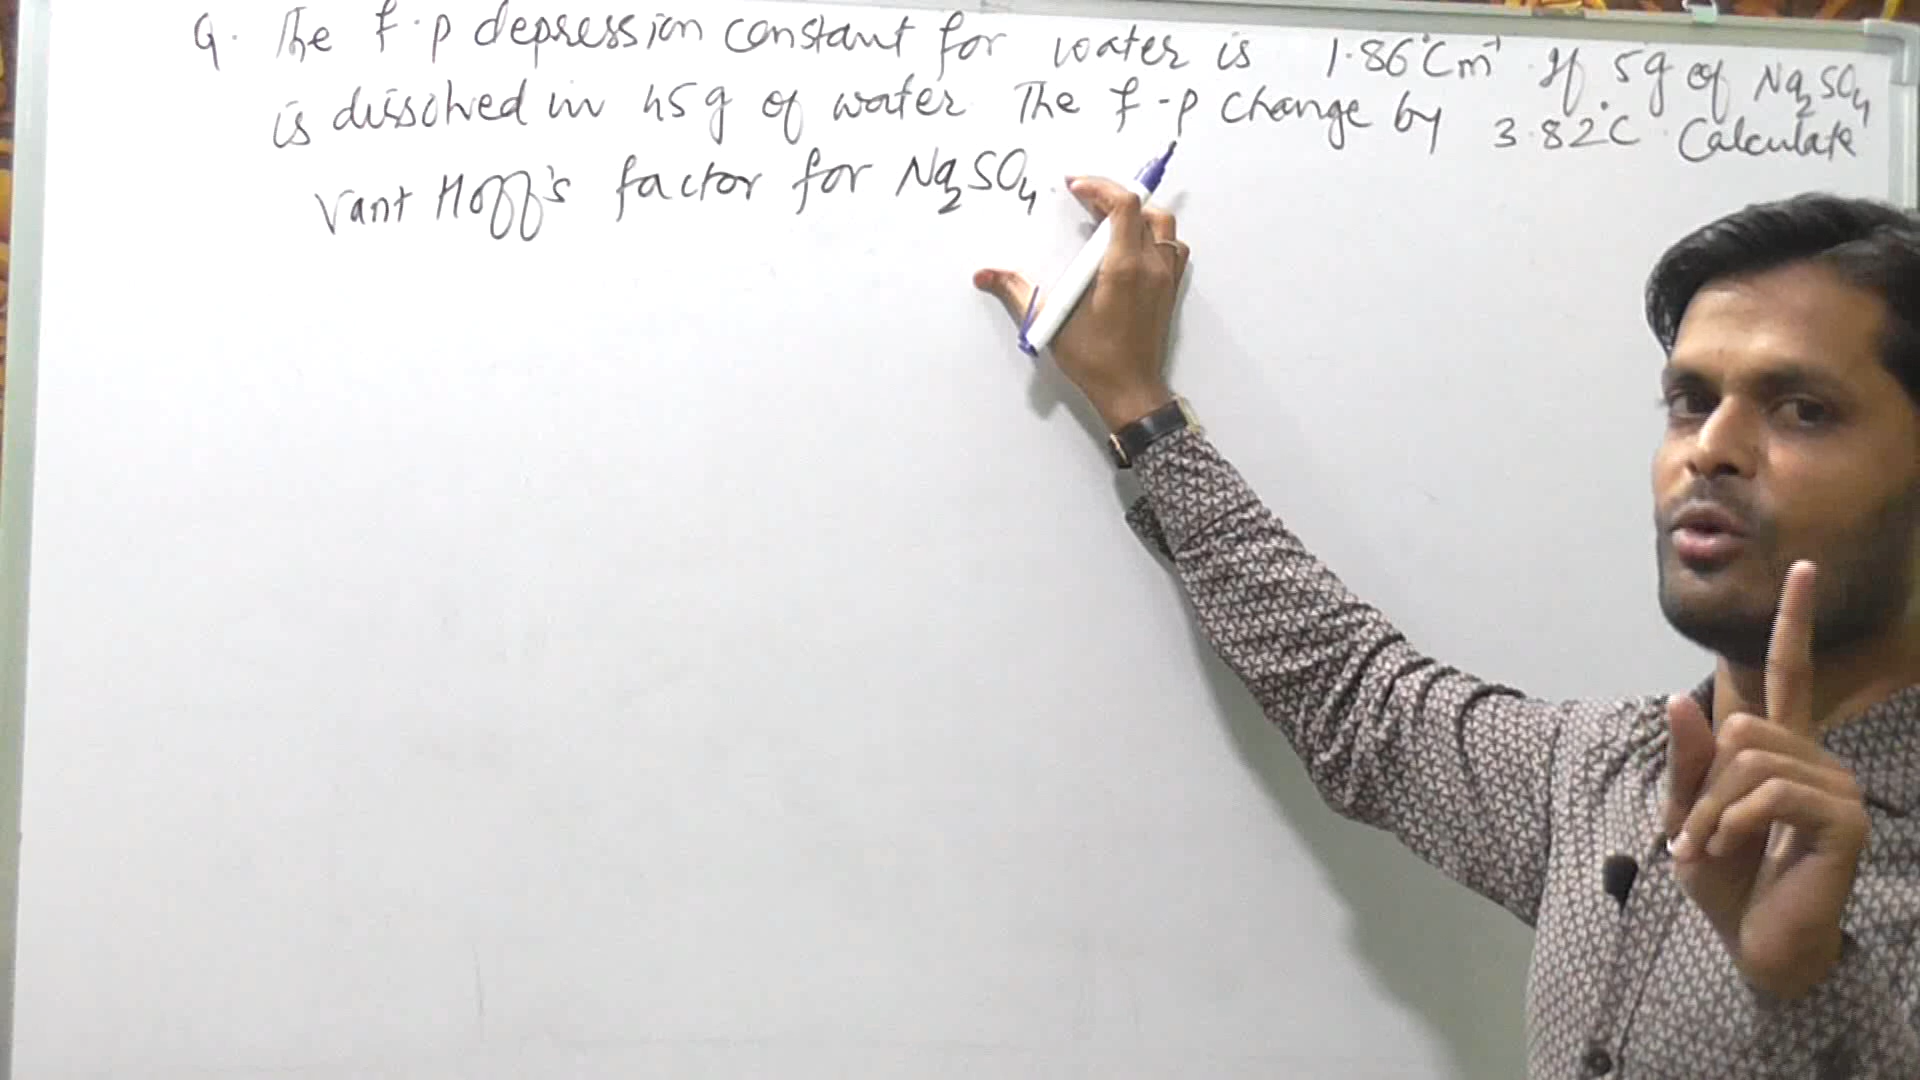 Q. The f.p depression constant for water is 1.86°Cm⁻¹. If 5g of Na₂SO₄
is dissolved in 45g of water. The f-p change by 3.82°C. Calculate
Vant Hoff's factor for Na₂SO₄.